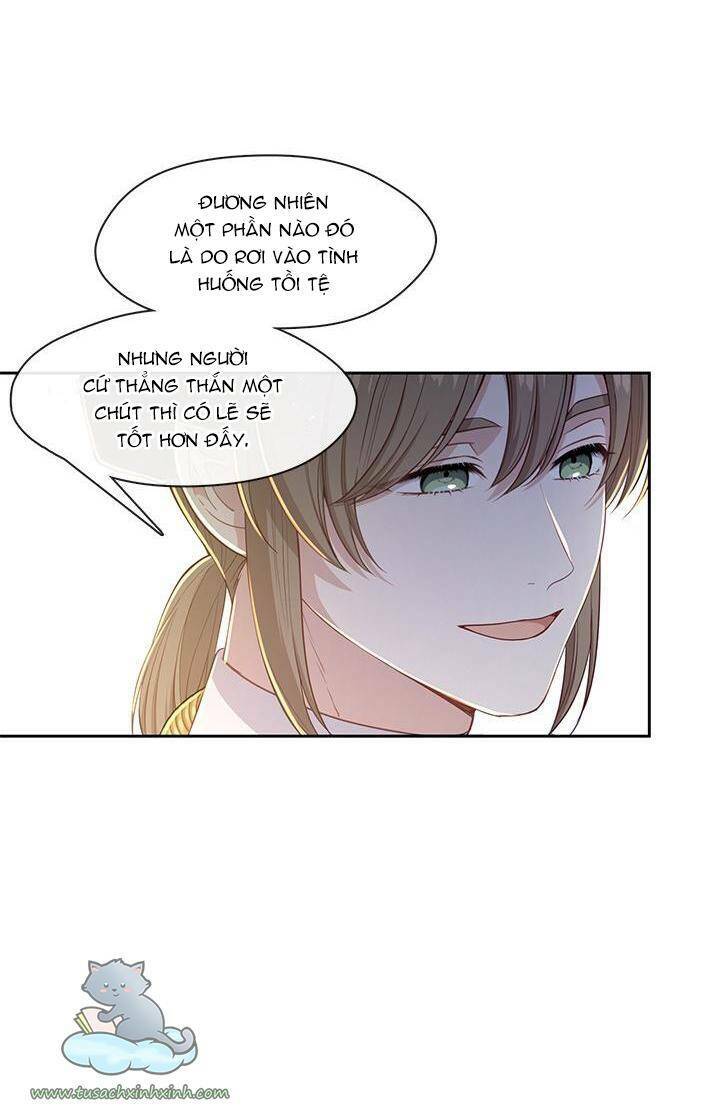 ĐƯƠNG NHIÊN
MỘT PHẦN NÀO ĐÓ
LÀ DO RƠI VÀO TÌNH
HUỐNG TỒI TỆ
NHƯNG NGƯỜI
CỨ THẲNG THẮN MỘT
CHÚT THÌ CÓ LẼ SẼ
TỐT HƠN ĐẤY.
www.tusachxinhxinh.com